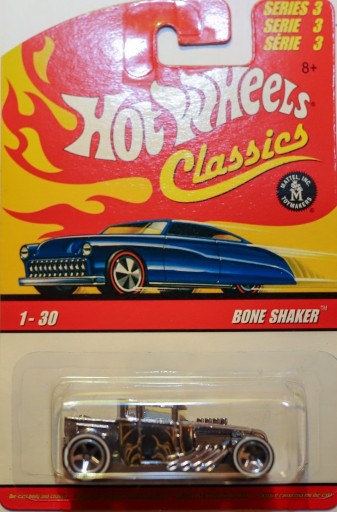 SERIES 3
SERIE 3
SÉRIE 3
8+
HOT WHEELS®
Classics
MATTEL, INC.
M
TOYMAKERS
®
1-30
BONE SHAKER™